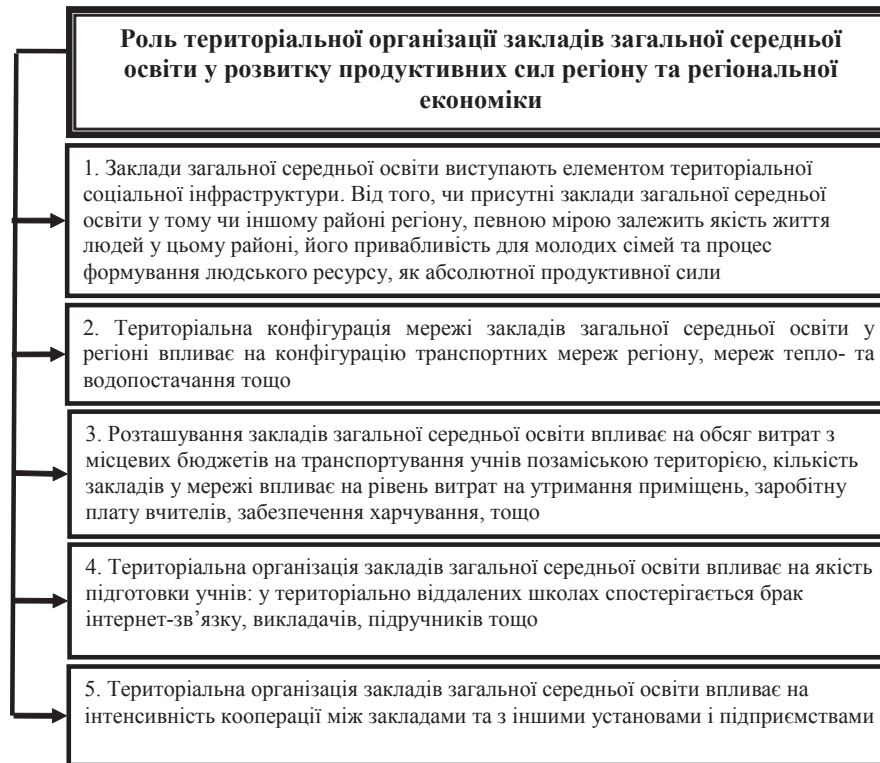 Роль територіальної організації закладів загальної середньої
освіти у розвитку продуктивних сил регіону та регіональної
економіки
1. Заклади загальної середньої освіти виступають елементом територіальної
соціальної інфраструктури. Від того, чи присутні заклади загальної середньої
освіти у тому чи іншому районі регіону, певною мірою залежить якість життя
людей у цьому районі, його привабливість для молодих сімей та процес
формування людського ресурсу, як абсолютної продуктивної сили
2. Територіальна конфігурація мережі закладів загальної середньої освіти у
регіоні впливає на конфігурацію транспортних мереж регіону, мереж тепло- та
водопостачання тощо
3. Розташування закладів загальної середньої освіти впливає на обсяг витрат з
місцевих бюджетів на транспортування учнів позаміською територією, кількість
закладів у мережі впливає на рівень витрат на утримання приміщень, заробітну
плату вчителів, забезпечення харчування, тощо
4. Територіальна організація закладів загальної середньої освіти впливає на якість
підготовки учнів: у територіально віддалених школах спостерігається брак
інтернет-зв’язку, викладачів, підручників тощо
5. Територіальна організація закладів загальної середньої освіти впливає на
інтенсивність кооперації між закладами та з іншими установами і підприємствами